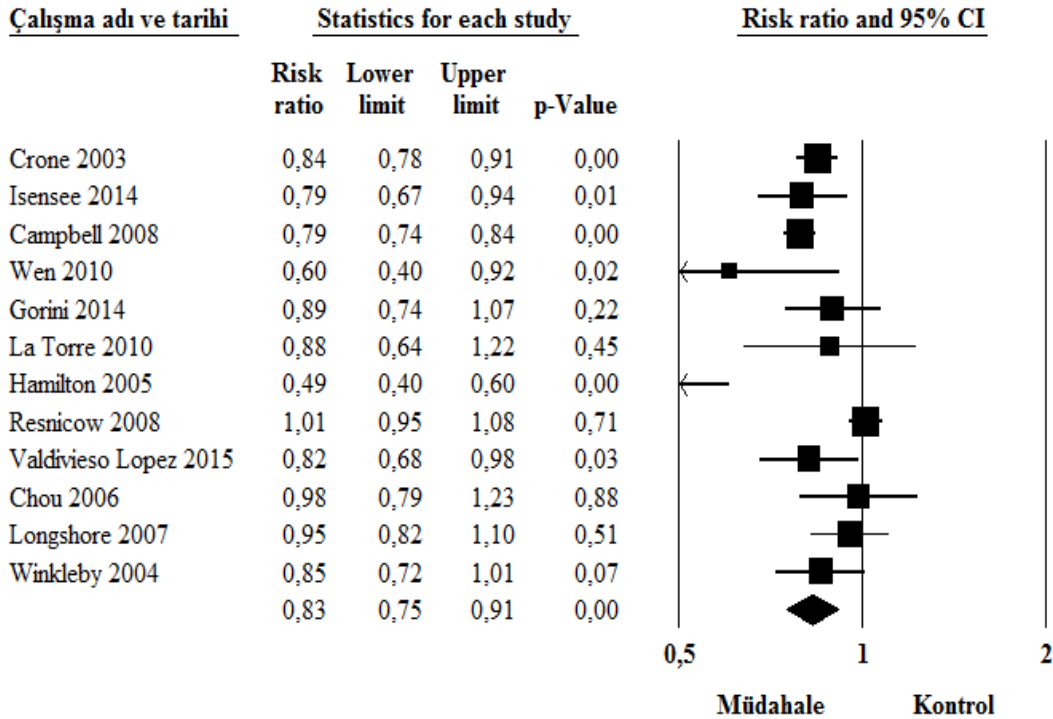 Çalışma adı ve tarihi Statistics for each study Risk ratio and 95% CI
Risk Lower Upper
ratio limit limit p-Value
Crone 2003 0,84 0,78 0,91 0,00
Isensee 2014 0,79 0,67 0,94 0,01
Campbell 2008 0,79 0,74 0,84 0,00
Wen 2010 0,60 0,40 0,92 0,02
Gorini 2014 0,89 0,74 1,07 0,22
La Torre 2010 0,88 0,64 1,22 0,45
Hamilton 2005 0,49 0,40 0,60 0,00
Resnicow 2008 1,01 0,95 1,08 0,71
Valdivieso Lopez 2015 0,82 0,68 0,98 0,03
Chou 2006 0,98 0,79 1,23 0,88
Longshore 2007 0,95 0,82 1,10 0,51
Winkleby 2004 0,85 0,72 1,01 0,07
0,83 0,75 0,91 0,00
0,5 1 2
Müdahale Kontrol